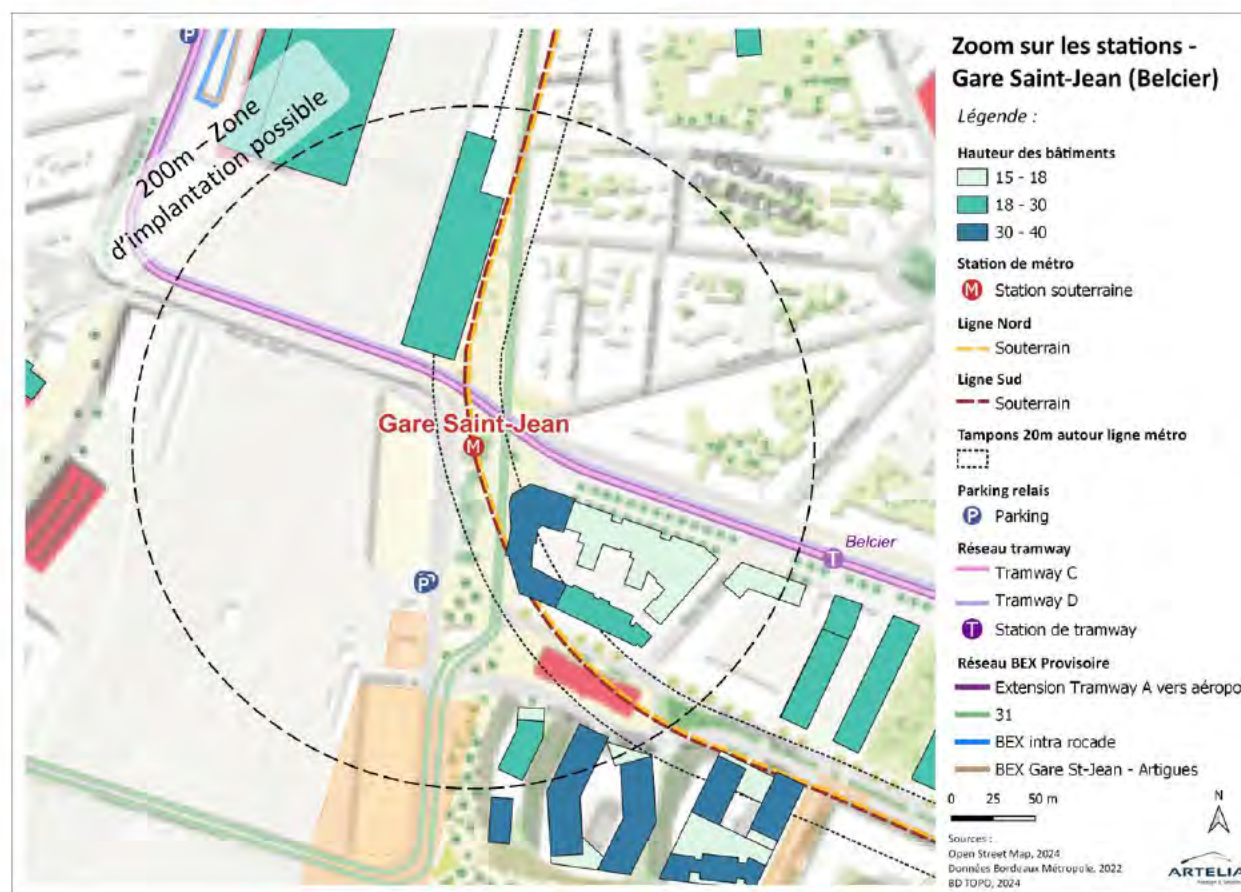 Zoom sur les stations -
Gare Saint-Jean (Belcier)
Légende :
Hauteur des bâtiments
15 - 18
18 - 30
30 - 40
Station de métro
M Station souterraine
Ligne Nord
Souterrain
Ligne Sud
Souterrain
Tampons 20m autour ligne métro
Parking relais
P Parking
Réseau tramway
Tramway C
Tramway D
T Station de tramway
Réseau BEX Provisoire
Extension Tramway A vers aéropo
31
BEX intra rocade
BEX Gare St-Jean - Artigues
0 25 50 m
N
Sources :
Open Street Map, 2024
Données Bordeaux Métropole, 2022
BD TOPO, 2024
ARTELIA
P
200m - Zone
d'implantation possible
Gare Saint-Jean
M
Belcier
T
P